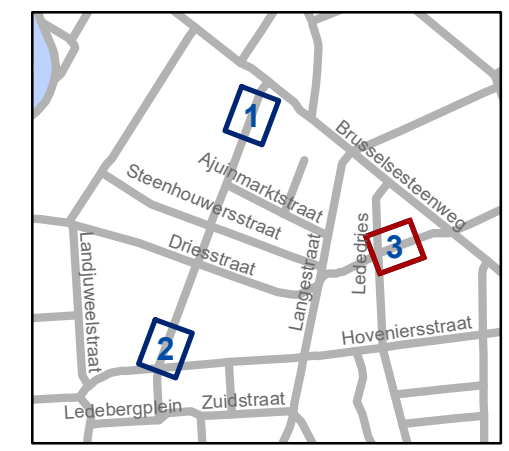 1
Brusselsesteenweg
Ajuinmarktstraat
Steenhouwersstraat
Driesstraat
Lededries
3
Langestraat
Landjuweelstraat
2
Hoveniersstraat
Ledebergplein
Zuidstraat